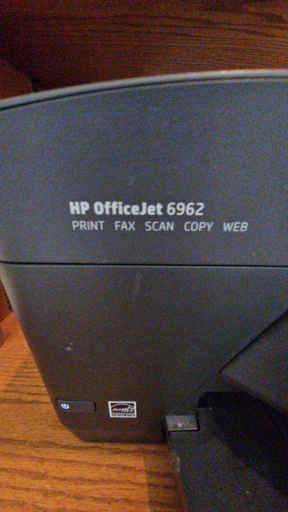 HP OfficeJet 6962
PRINT FAX SCAN COPY WEB